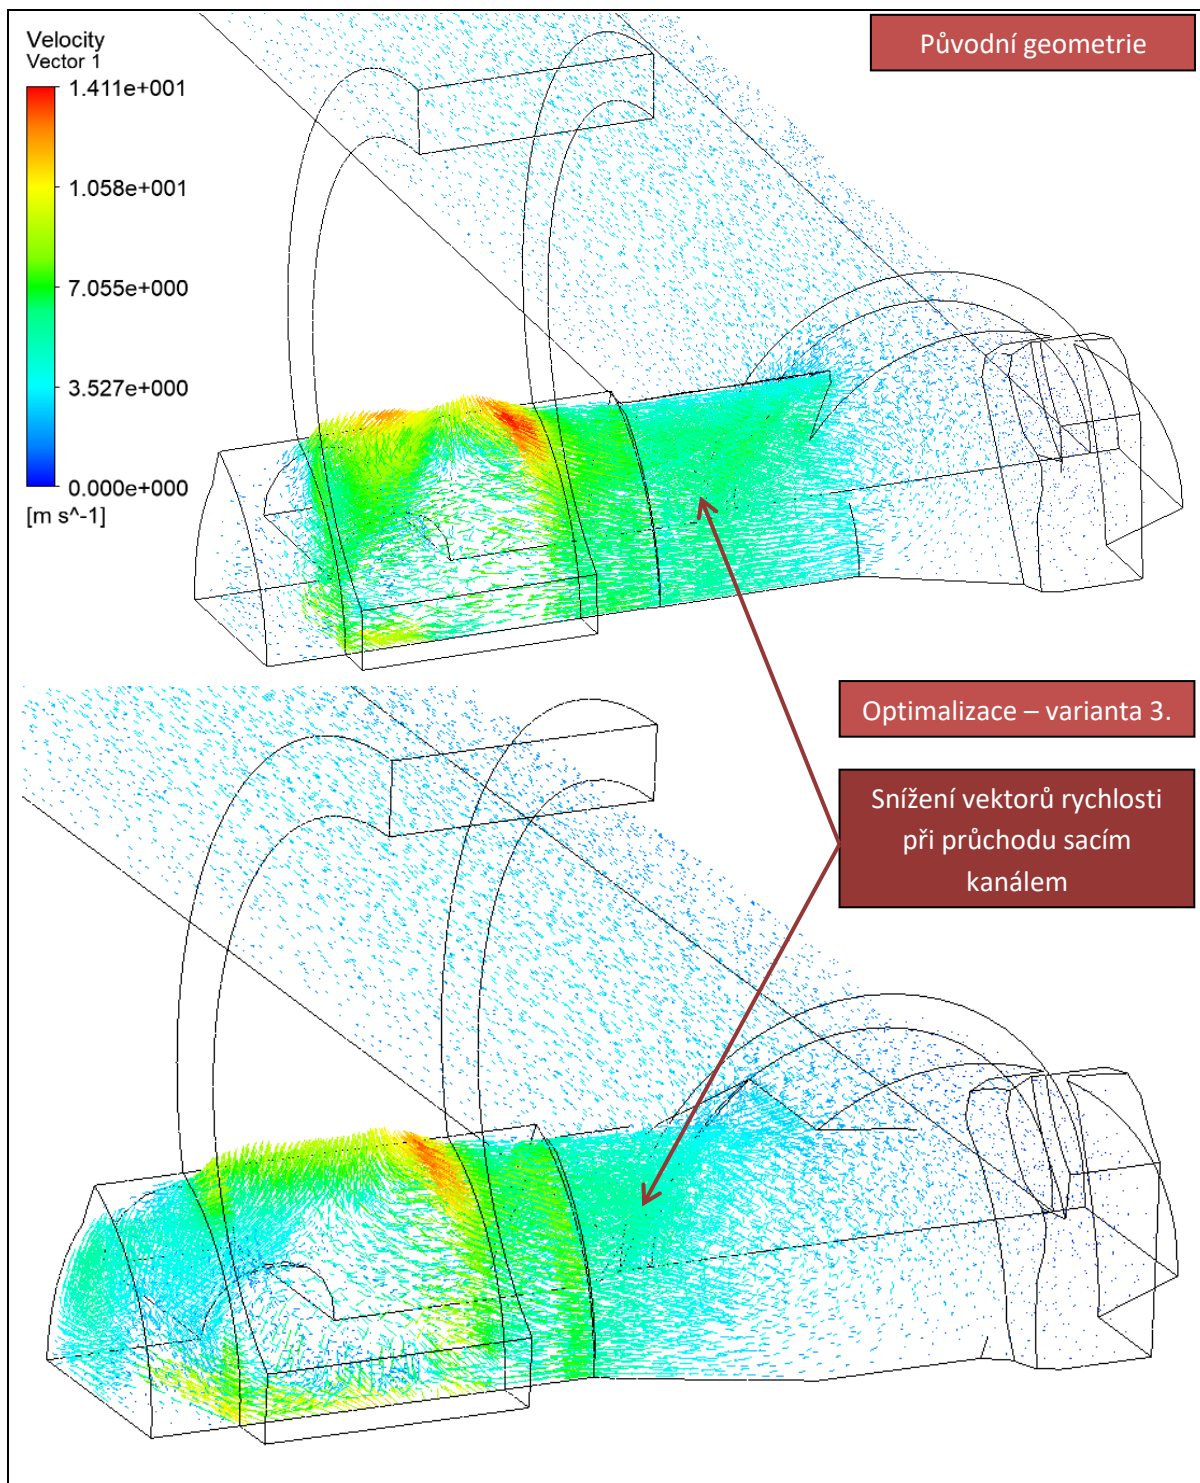 Velocity
Vector 1
1.411e+001
1.058e+001
7.055e+000
3.527e+000
0.000e+000
[m s^-1]
Původní geometrie
Optimalizace – varianta 3.
Snížení vektorů rychlosti
při průchodu sacím
kanálem